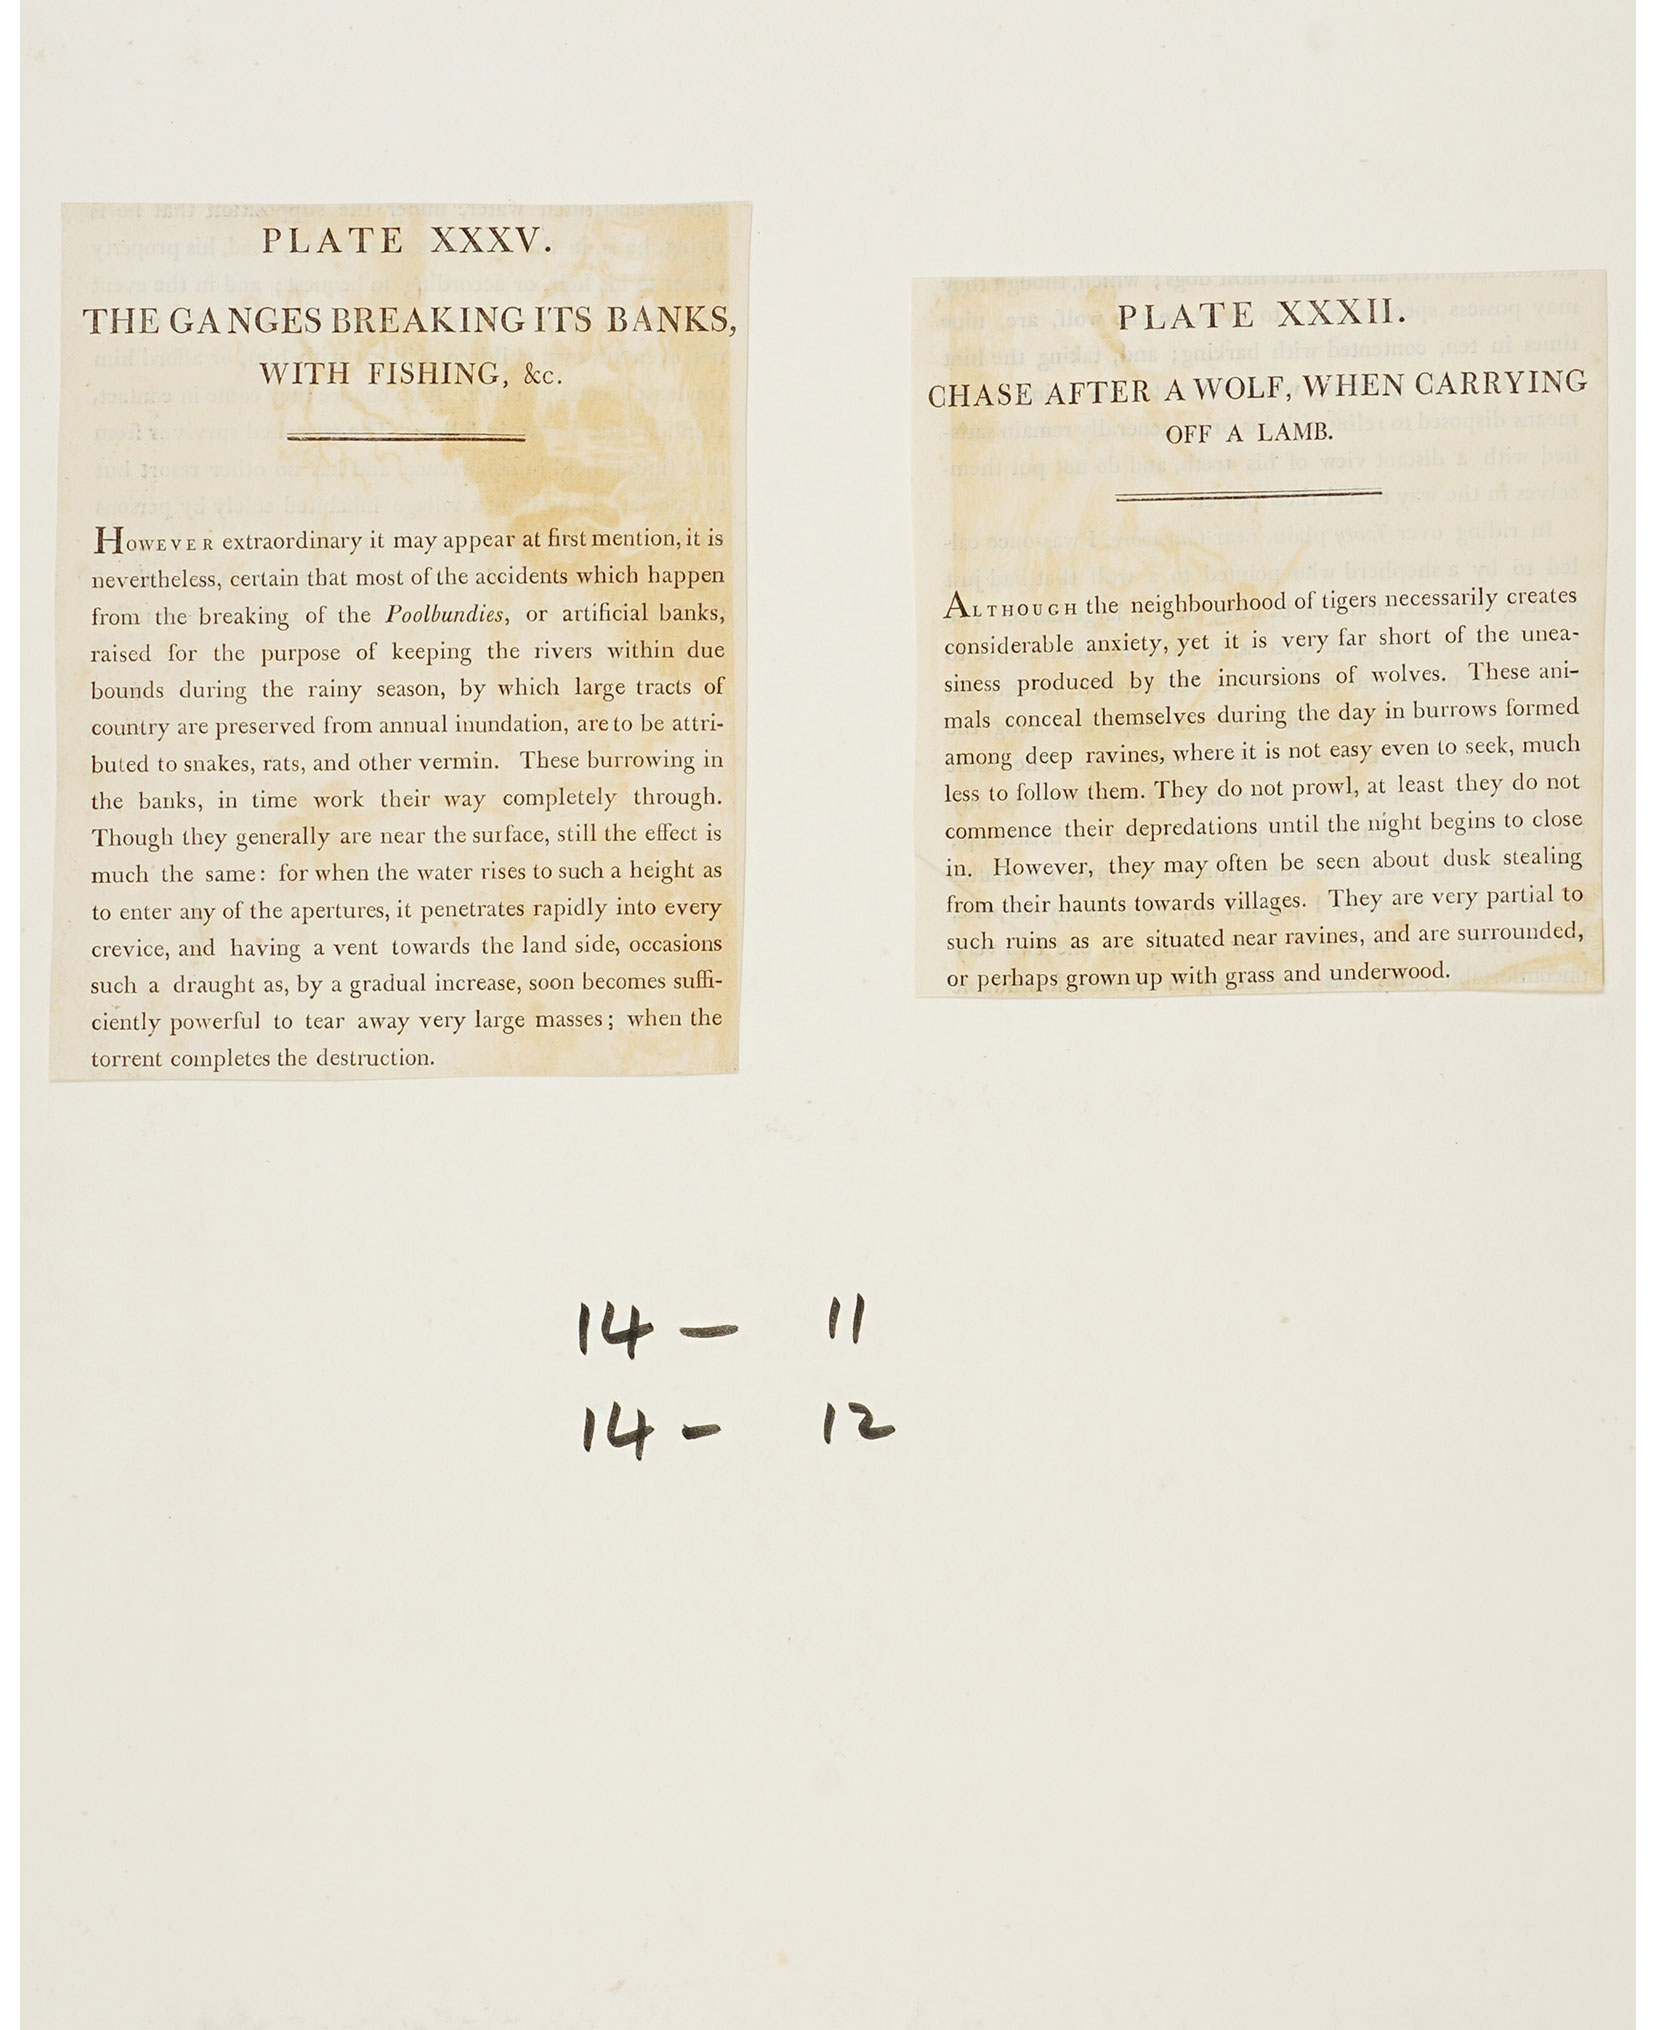 PLATE XXXV.
THE GANGES BREAKING ITS BANKS,
WITH FISHING, &c.
HOWEVER extraordinary it may appear at first mention, it is
nevertheless, certain that most of the accidents which happen
from the breaking of the Poolbundies, or artificial banks,
raised for the purpose of keeping the rivers within due
bounds during the rainy season, by which large tracts of
country are preserved from annual inundation, are to be attri-
buted to snakes, rats, and other vermin. These burrowing in
the banks, in time work their way completely through.
Though they generally are near the surface, still the effect is
much the same: for when the water rises to such a height as
to enter any of the apertures, it penetrates rapidly into every
crevice, and having a vent towards the land side, occasions
such a draught as, by a gradual increase, soon becomes suffi-
ciently powerful to tear away very large masses; when the
torrent completes the destruction.
PLATE XXXII.
CHASE AFTER A WOLF, WHEN CARRYING
OFF A LAMB.
ALTHOUGH the neighbourhood of tigers necessarily creates
considerable anxiety, yet it is very far short of the unea-
siness produced by the incursions of wolves. These ani-
mals conceal themselves during the day in burrows formed
among deep ravines, where it is not easy even to seek, much
less to follow them. They do not prowl, at least they do not
commence their depredations until the night begins to close
in. However, they may often be seen about dusk stealing
from their haunts towards villages. They are very partial to
such ruins as are situated near ravines, and are surrounded,
or perhaps grown up with grass and underwood.
14 - 11
14 - 12